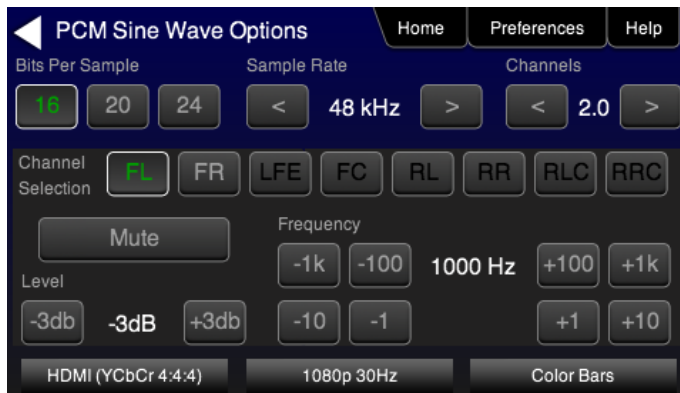 PCM Sine Wave Options
Home
Preferences
Help
Bits Per Sample
Sample Rate
Channels
16
20
24
<
48 kHz
>
<
2.0
>
Channel
Selection
FL
FR
LFE
FC
RL
RR
RLC
RRC
Mute
Frequency
-1k
-100
1000 Hz
+100
+1k
Level
-3db
-3dB
+3db
-10
-1
+1
+10
HDMI (YCbCr 4:4:4)
1080p 30Hz
Color Bars